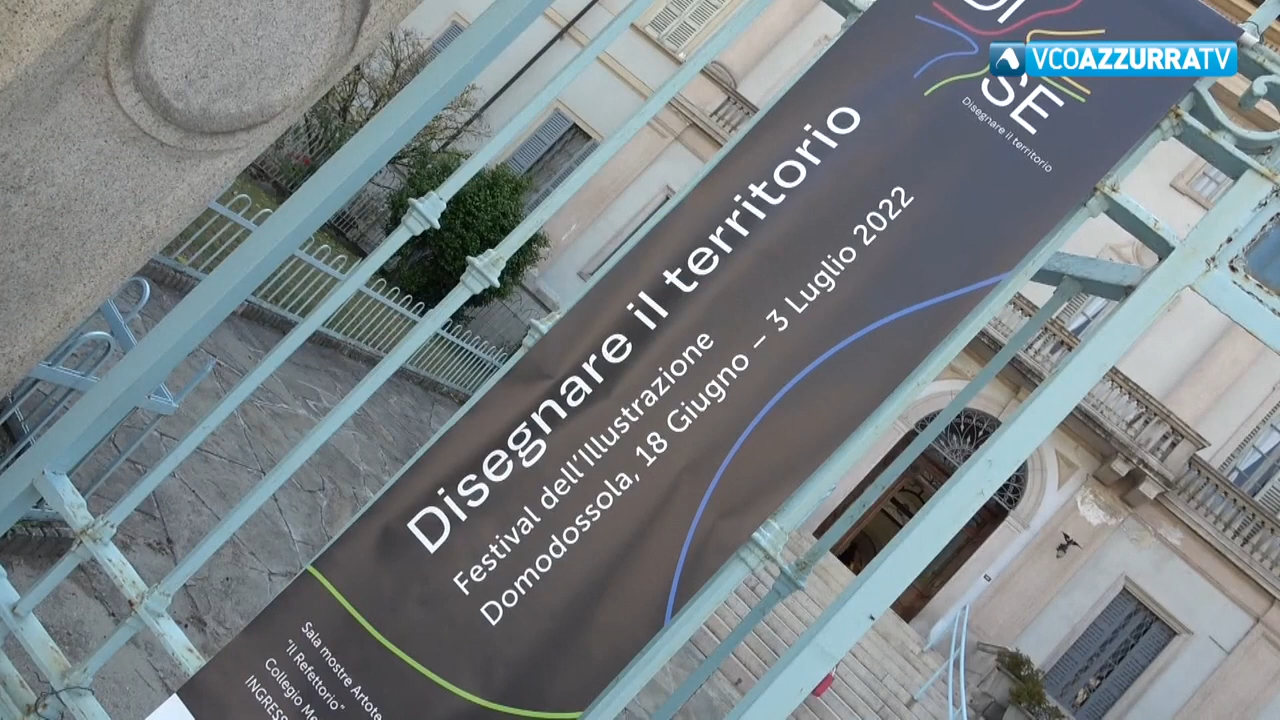 VCOAZZURRATV
DI
SE
Disegnare il territorio
Disegnare il territorio
Festival dell'Illustrazione
Domodossola, 18 Giugno – 3 Luglio 2022
Sala mostre
"Il Refettorio"
Collegio